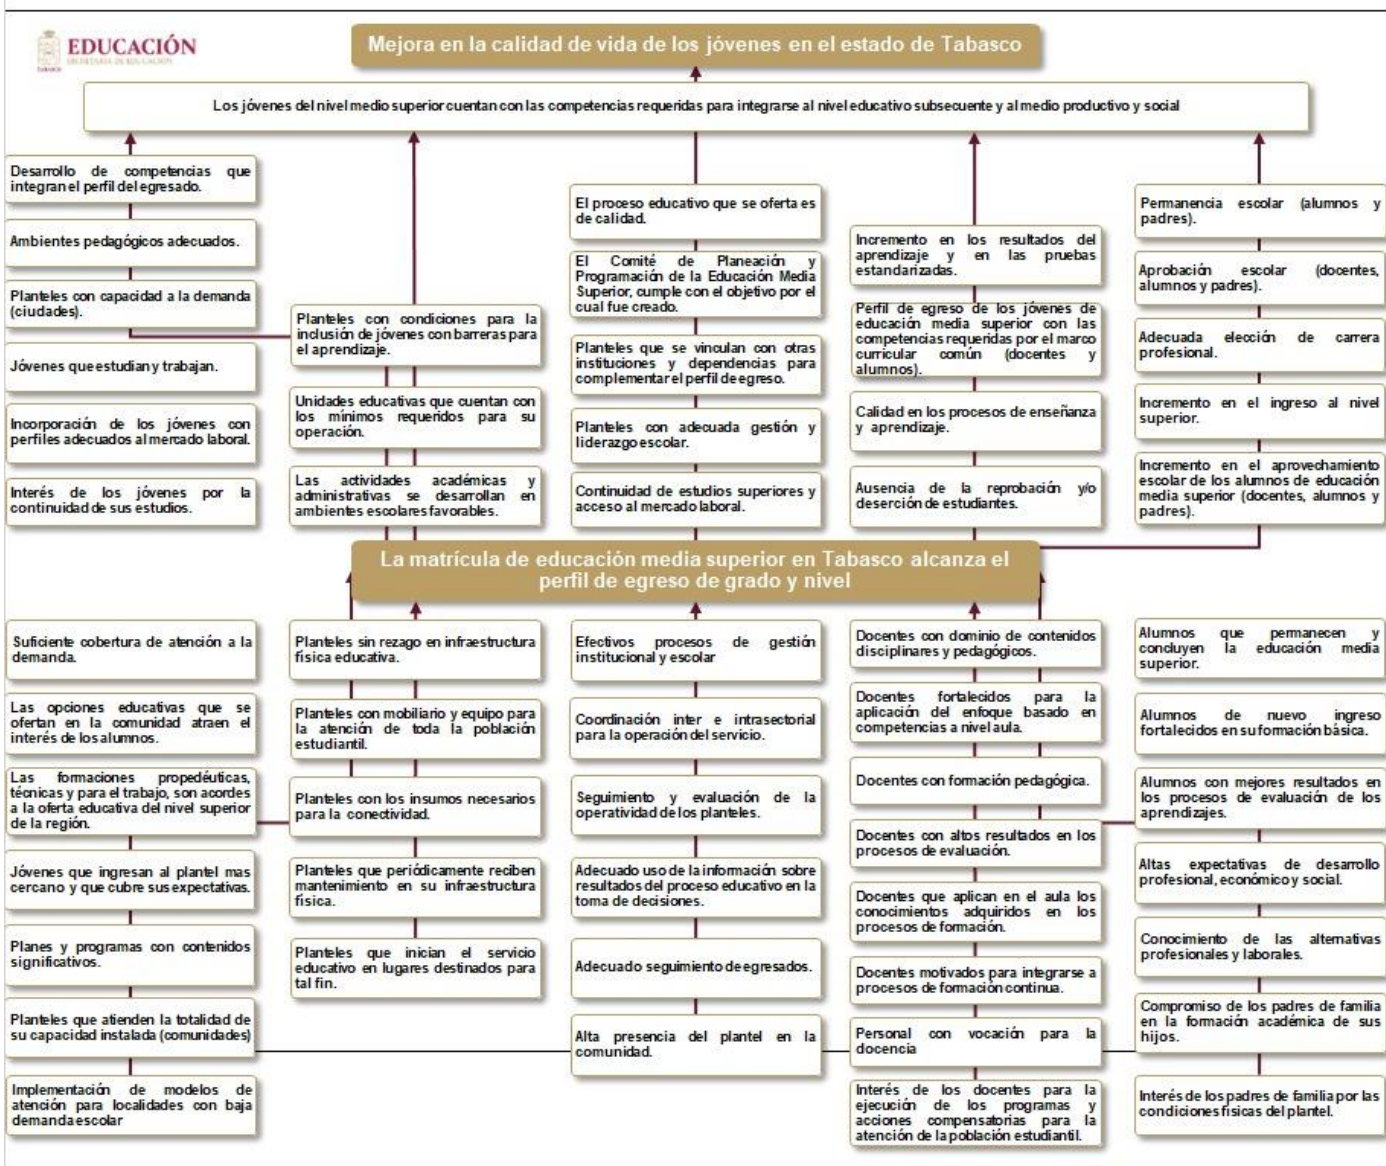 EDUCACIÓN
SECRETARÍA DE EDUCACIÓN
TABASCO
Mejora en la calidad de vida de los jóvenes en el estado de Tabasco
Los jóvenes del nivel medio superior cuentan con las competencias requeridas para integrarse al nivel educativo subsecuente y al medio productivo y social
Desarrollo de competencias que
integran el perfil del egresado.
Ambientes pedagógicos adecuados.
Planteles con capacidad a la demanda
(ciudades).
Jóvenes que estudian y trabajan.
Incorporación de los jóvenes con
perfiles adecuados al mercado laboral.
Interés de los jóvenes por la
continuidad de sus estudios.
Planteles con condiciones para la
inclusión de jóvenes con barreras para
el aprendizaje.
Unidades educativas que cuentan con
los mínimos requeridos para su
operación.
Las actividades académicas y
administrativas se desarrollan en
ambientes escolares favorables.
El proceso educativo que se oferta es
de calidad.
El Comité de Planeación y
Programación de la Educación Media
Superior, cumple con el objetivo por el
cual fue creado.
Planteles que se vinculan con otras
instituciones y dependencias para
complementar el perfil de egreso.
Planteles con adecuada gestión y
liderazgo escolar.
Continuidad de estudios superiores y
acceso al mercado laboral.
Incremento en los resultados del
aprendizaje y en las pruebas
estandarizadas.
Perfil de egreso de los jóvenes de
educación media superior con las
competencias requeridas por el marco
curricular común (docentes y
alumnos).
Calidad en los procesos de enseñanza
y aprendizaje.
Ausencia de la reprobación y/o
deserción de estudiantes.
Permanencia escolar (alumnos y
padres).
Aprobación escolar (docentes,
alumnos y padres).
Adecuada elección de carrera
profesional.
Incremento en el ingreso al nivel
superior.
Incremento en el aprovechamiento
escolar de los alumnos de educación
media superior (docentes, alumnos y
padres).
La matrícula de educación media superior en Tabasco alcanza el
perfil de egreso de grado y nivel
Suficiente cobertura de atención a la
demanda.
Las opciones educativas que se
ofertan en la comunidad atraen el
interés de los alumnos.
Las formaciones propedéuticas,
técnicas y para el trabajo, son acordes
a la oferta educativa del nivel superior
de la región.
Jóvenes que ingresan al plantel mas
cercano y que cubre sus expectativas.
Planes y programas con contenidos
significativos.
Planteles que atienden la totalidad de
su capacidad instalada (comunidades)
Implementación de modelos de
atención para localidades con baja
demanda escolar
Planteles sin rezago en infraestructura
física educativa.
Planteles con mobiliario y equipo para
la atención de toda la población
estudiantil.
Planteles con los insumos necesarios
para la conectividad.
Planteles que periódicamente reciben
mantenimiento en su infraestructura
física.
Planteles que inician el servicio
educativo en lugares destinados para
tal fin.
Efectivos procesos de gestión
institucional y escolar
Coordinación inter e intrasectorial
para la operación del servicio.
Seguimiento y evaluación de la
operatividad de los planteles.
Adecuado uso de la información sobre
resultados del proceso educativo en la
toma de decisiones.
Adecuado seguimiento de egresados.
Alta presencia del plantel en la
comunidad.
Docentes con dominio de contenidos
disciplinares y pedagógicos.
Docentes fortalecidos para la
aplicación del enfoque basado en
competencias a nivel aula.
Docentes con formación pedagógica.
Docentes con altos resultados en los
procesos de evaluación.
Docentes que aplican en el aula los
conocimientos adquiridos en los
procesos de formación.
Docentes motivados para integrarse a
procesos de formación continua.
Personal con vocación para la
docencia
Interés de los docentes para la
ejecución de los programas y
acciones compensatorias para la
atención de la población estudiantil.
Alumnos que permanecen y
concluyen la educación media
superior.
Alumnos de nuevo ingreso
fortalecidos en su formación básica.
Alumnos con mejores resultados en
los procesos de evaluación de los
aprendizajes.
Altas expectativas de desarrollo
profesional, económico y social.
Conocimiento de las alternativas
profesionales y laborales.
Compromiso de los padres de familia
en la formación académica de sus
hijos.
Interés de los padres de familia por las
condiciones físicas del plantel.